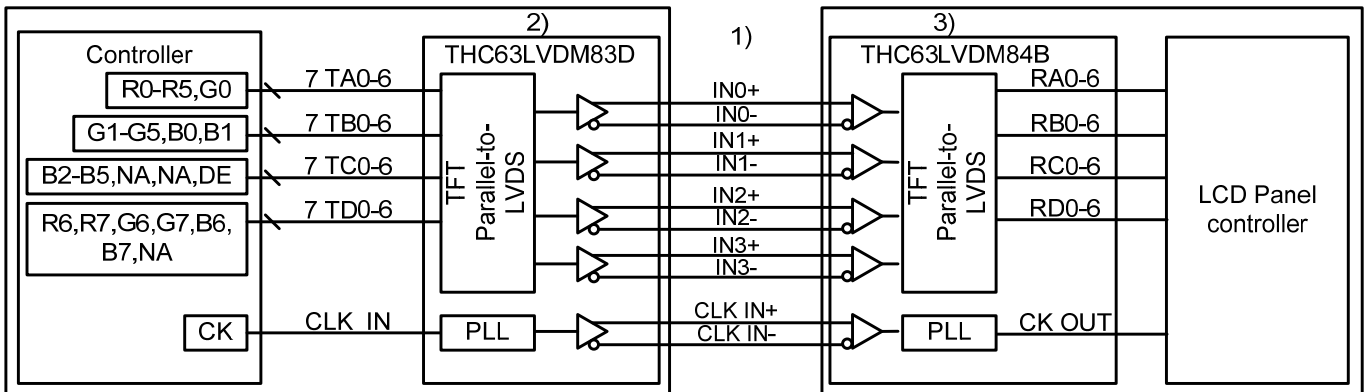 2)
1)
3)
Controller
THC63LVDM83D
THC63LVDM84B
R0-R5,G0
7 TA0-6
IN0+
IN0-
RA0-6
G1-G5,B0,B1
7 TB0-6
IN1+
IN1-
RB0-6
B2-B5,NA,NA,DE
7 TC0-6
IN2+
IN2-
RC0-6
R6,R7,G6,G7,B6,
B7,NA
7 TD0-6
IN3+
IN3-
RD0-6
TFT
Parallel-to-
LVDS
TFT
Parallel-to-
LVDS
LCD Panel
controller
CK
CLK IN
PLL
CLK IN+
CLK IN-
PLL
CK OUT